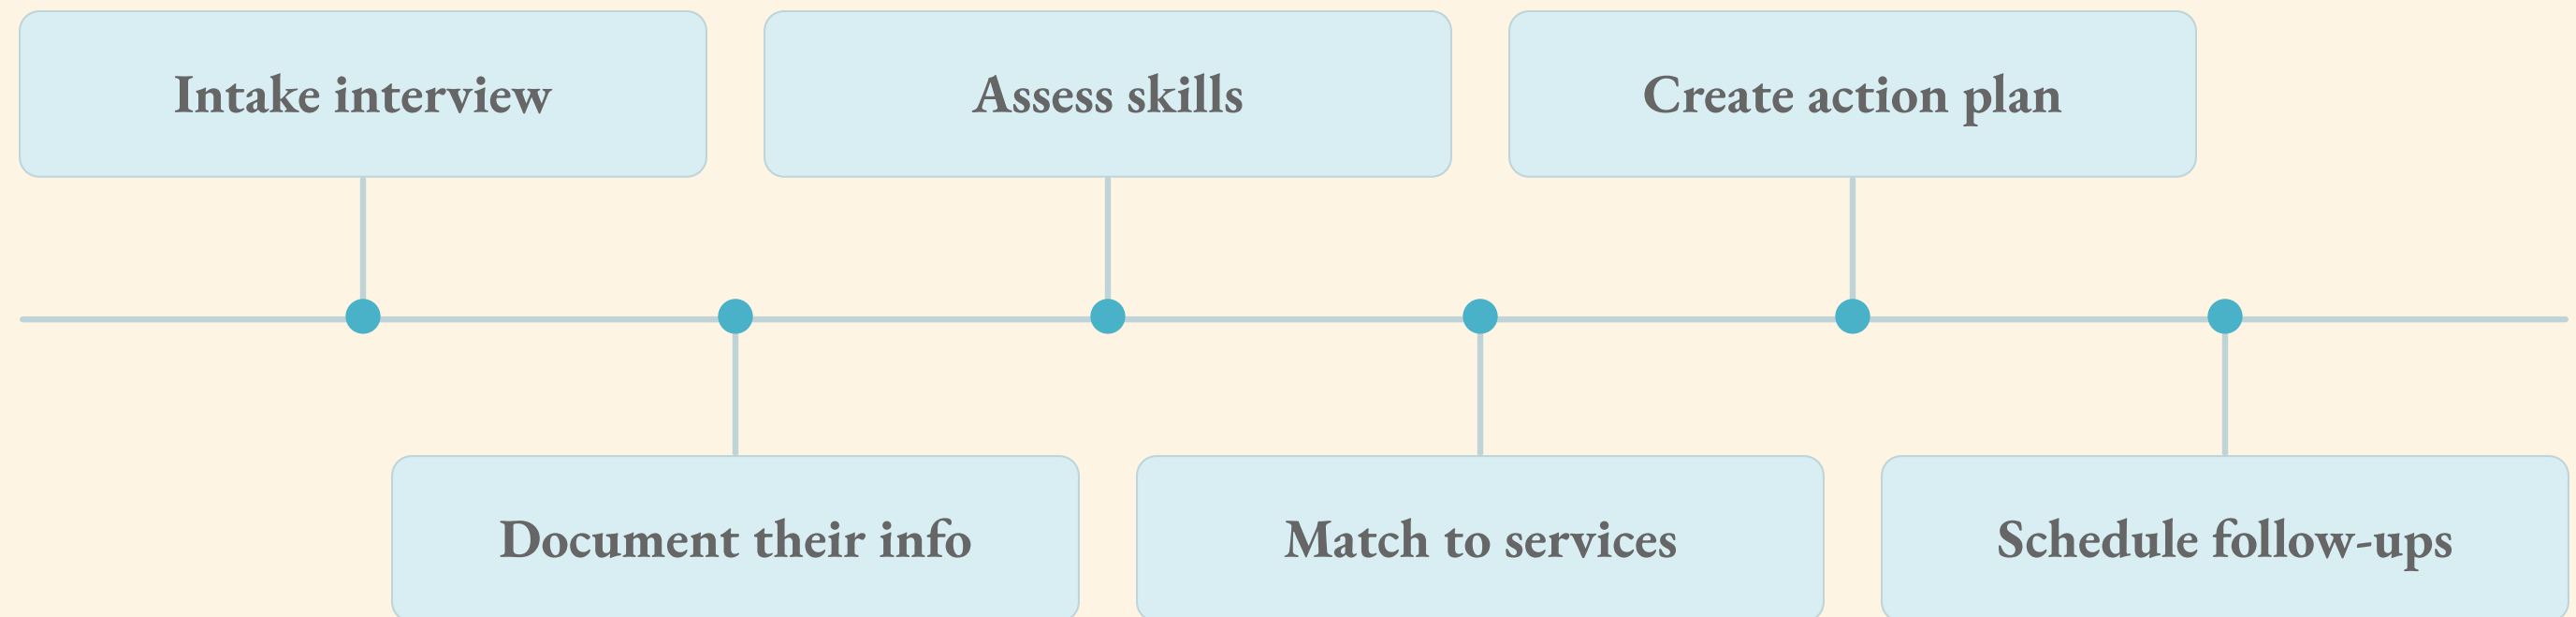 Intake interview
Document their info
Assess skills
Match to services
Create action plan
Schedule follow-ups